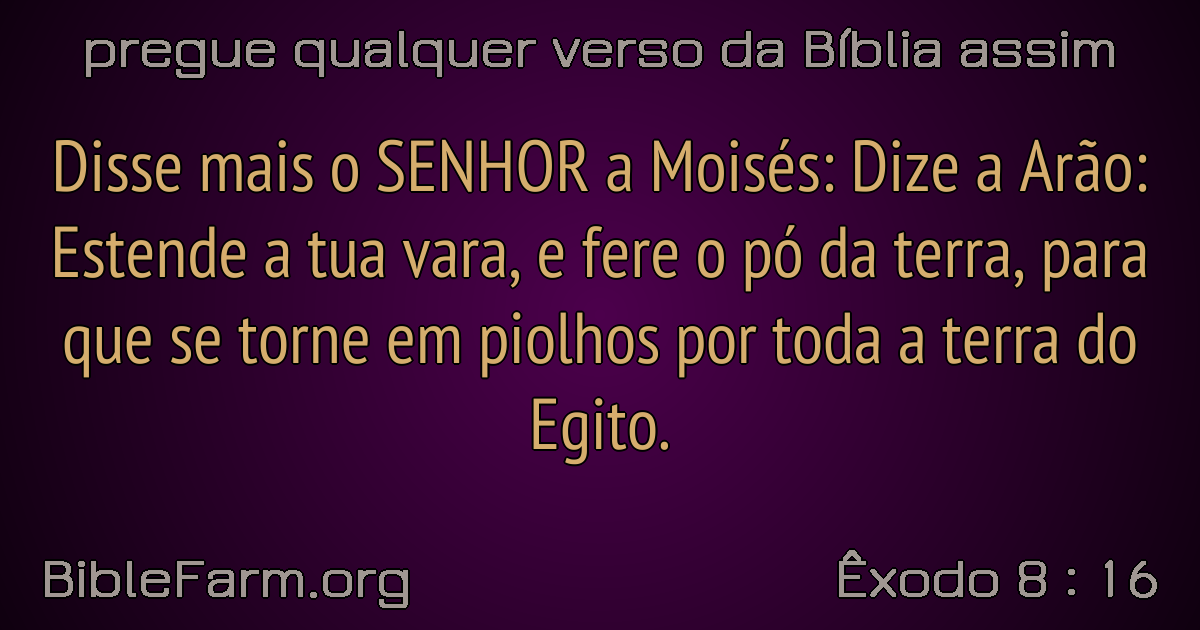 pregue qualquer verso da Bíblia assim
Disse mais o SENHOR a Moisés: Dize a Arão:
Estende a tua vara, e fere o pó da terra, para
que se torne em piolhos por toda a terra do
Egito.
BibleFarm.org
Êxodo 8 : 16